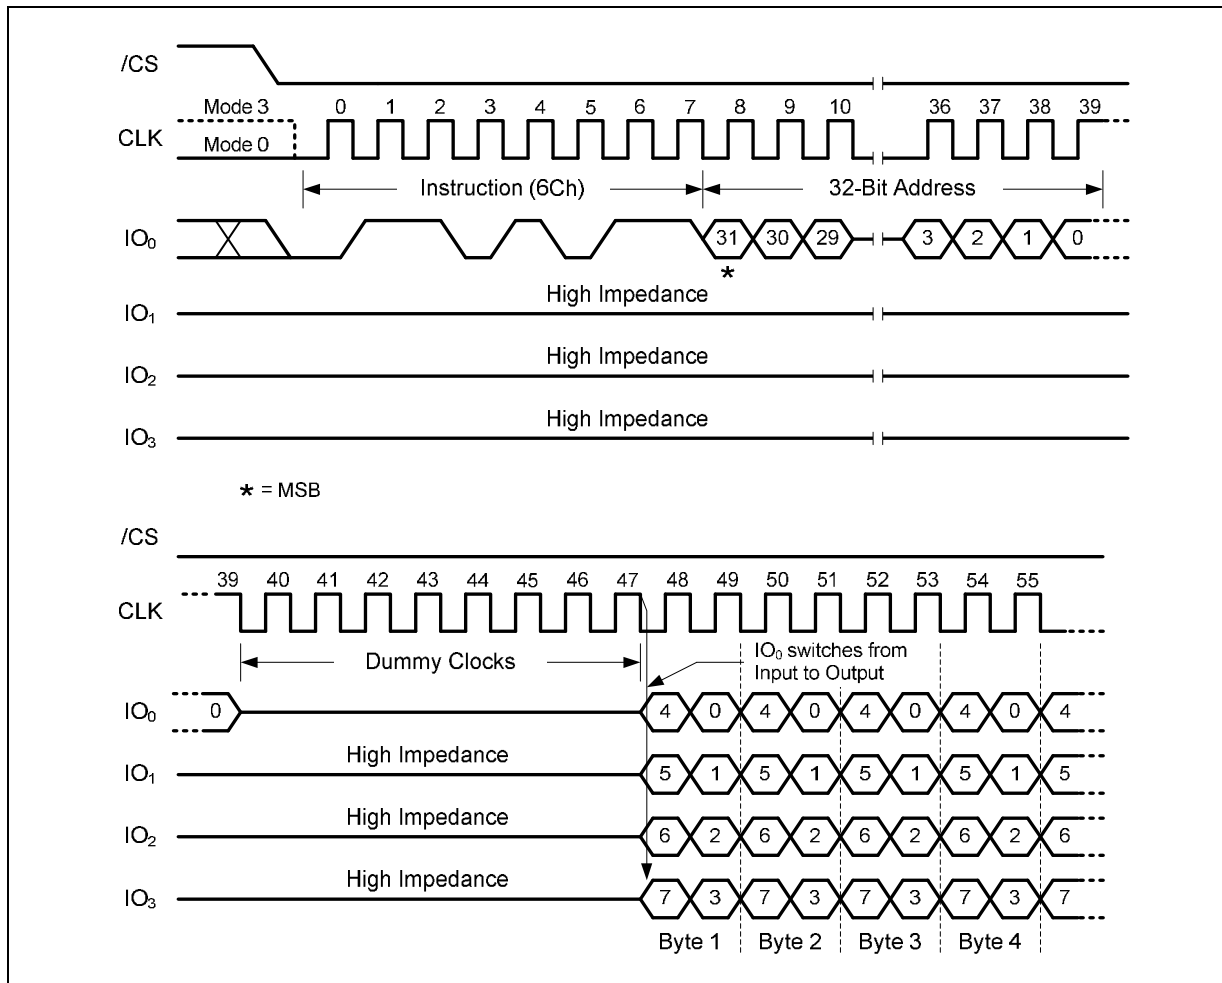 /CS
Mode 3 0 1 2 3 4 5 6 7 8 9 10 36 37 38 39
CLK
Mode 0
Instruction (6Ch) 32-Bit Address
IO₀ 31 30 29 3 2 1 0
*
High Impedance
IO₁
High Impedance
IO₂
High Impedance
IO₃
* = MSB
/CS
39 40 41 42 43 44 45 46 47 48 49 50 51 52 53 54 55
CLK
Dummy Clocks
IO₀ switches from
Input to Output
IO₀ 0 4 0 4 0 4 0 4 0 4
High Impedance
IO₁ 5 1 5 1 5 1 5 1 5
High Impedance
IO₂ 6 2 6 2 6 2 6 2 6
High Impedance
IO₃ 7 3 7 3 7 3 7 3 7
Byte 1 Byte 2 Byte 3 Byte 4